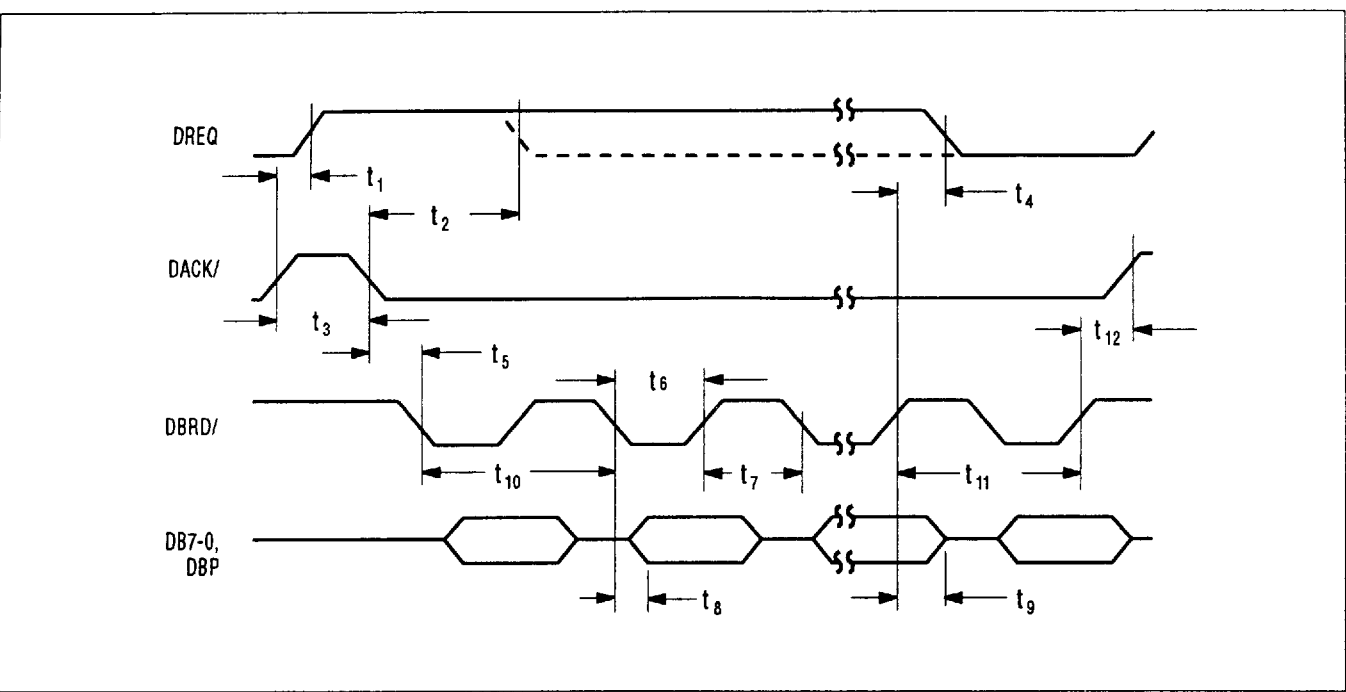 DREQ
t1
t2
t4
DACK/
t3
t12
t5
t6
DBRD/
t10
t7
t11
DB7-0,
DBP
t8
t9